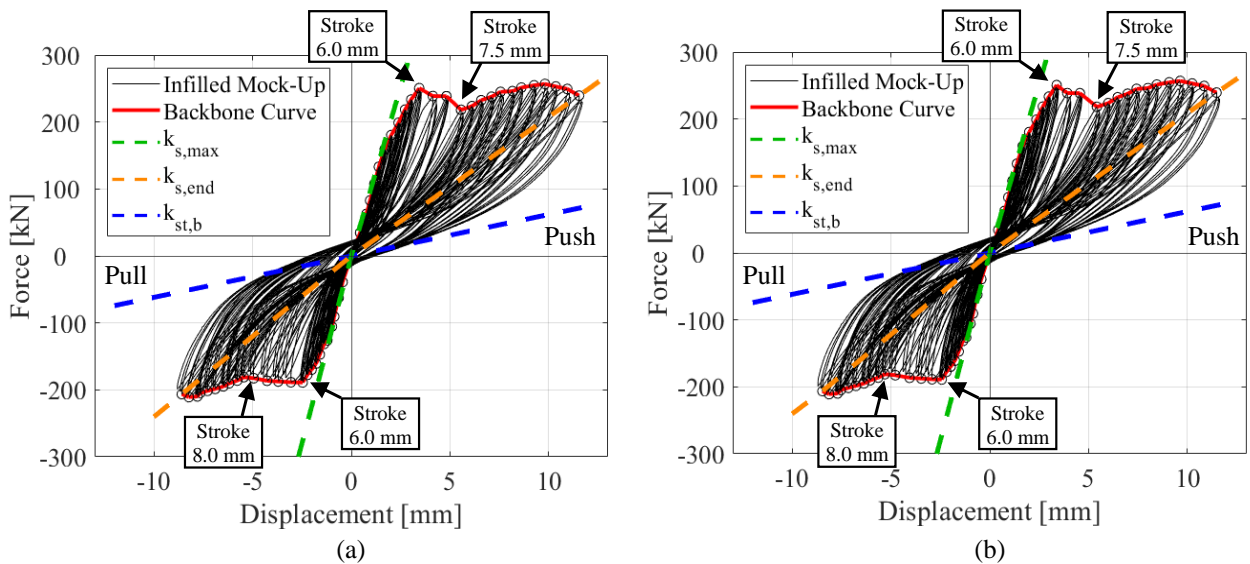 Stroke
6.0 mm
Stroke
7.5 mm
300
200
100
0
-100
-200
-300
Force [kN]
Infilled Mock-Up
Backbone Curve
k_s,max
k_s,end
k_st,b
Push
Pull
Stroke
8.0 mm
Stroke
6.0 mm
-10
-5
0
5
10
Displacement [mm]
(a)
Stroke
6.0 mm
Stroke
7.5 mm
300
200
100
0
-100
-200
-300
Force [kN]
Infilled Mock-Up
Backbone Curve
k_s,max
k_s,end
k_st,b
Push
Pull
Stroke
8.0 mm
Stroke
6.0 mm
-10
-5
0
5
10
Displacement [mm]
(b)